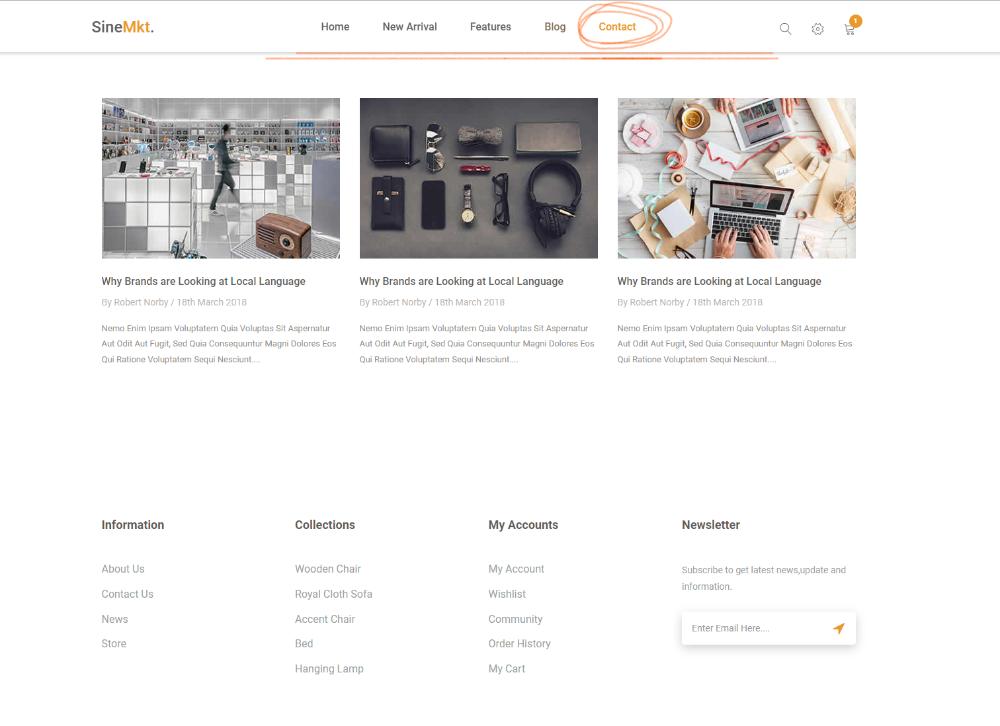 SineMkt.
Home
New Arrival
Features
Blog
Contact
1
Why Brands are Looking at Local Language
By Robert Norby / 18th March 2018
Nemo Enim Ipsam Voluptatem Quia Voluptas Sit Aspernatur
Aut Odit Aut Fugit, Sed Quia Consequuntur Magni Dolores Eos
Qui Ratione Voluptatem Sequi Nesciunt....
Why Brands are Looking at Local Language
By Robert Norby / 18th March 2018
Nemo Enim Ipsam Voluptatem Quia Voluptas Sit Aspernatur
Aut Odit Aut Fugit, Sed Quia Consequuntur Magni Dolores Eos
Qui Ratione Voluptatem Sequi Nesciunt....
Why Brands are Looking at Local Language
By Robert Norby / 18th March 2018
Nemo Enim Ipsam Voluptatem Quia Voluptas Sit Aspernatur
Aut Odit Aut Fugit, Sed Quia Consequuntur Magni Dolores Eos
Qui Ratione Voluptatem Sequi Nesciunt....
Information
About Us
Contact Us
News
Store
Collections
Wooden Chair
Royal Cloth Sofa
Accent Chair
Bed
Hanging Lamp
My Accounts
My Account
Wishlist
Community
Order History
My Cart
Newsletter
Subscribe to get latest news,update and
information.
Enter Email Here....